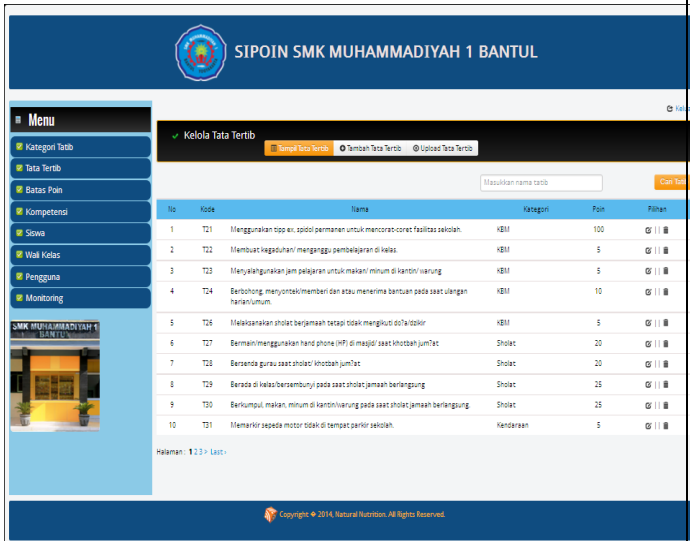 SIPOIN SMK MUHAMMADIYAH 1 BANTUL
Menu
Kategori Tatib
Tata Tertib
Batas Poin
Kompetensi
Siswa
Wali Kelas
Pengguna
Monitoring
SMK MUHAMMADIYAH 1
BANTUL
Kelola Tata Tertib
Tampil Tata Tertib Tambah Tata Tertib Upload Tata Tertib
Masukkan nama tatib Cari
No Kode Nama Kategori Poin Pilihan
1 T21 Menggunakan tipp ex, spidol permanen untuk mencorat-coret fasilitas sekolah. KBM 100 ||
2 T22 Membuat kegaduhan/ menganggu pembelajaran di kelas. KBM 5 ||
3 T23 Menyalahgunakan jam pelajaran untuk makan/ minum di kantin/ warung KBM 5 ||
4 T24 Berbohong, menyontek/memberi dan atau menerima bantuan pada saat ulangan KBM 10 ||
harian/umum.
5 T26 Melaksanakan sholat berjamaah tetapi tidak mengikuti do?a/dzikir KBM 5 ||
6 T27 Bermain/menggunakan hand phone (HP) di masjid/ saat khotbah jum?at Sholat 20 ||
7 T28 Bersenda gurau saat sholat/ khotbah jum?at Sholat 20 ||
8 T29 Berada di kelas/bersembunyi pada saat sholat jamaah berlangsung Sholat 25 ||
9 T30 Berkumpul, makan, minum di kantin/warung pada saat sholat jamaah berlangsung. Sholat 25 ||
10 T31 Memarkir sepeda motor tidak di tempat parkir sekolah. Kendaraan 5 ||
Halaman : 1 2 3 > Last ›
Copyright � 2014, Natural Nutrition. All Rights Reserved.